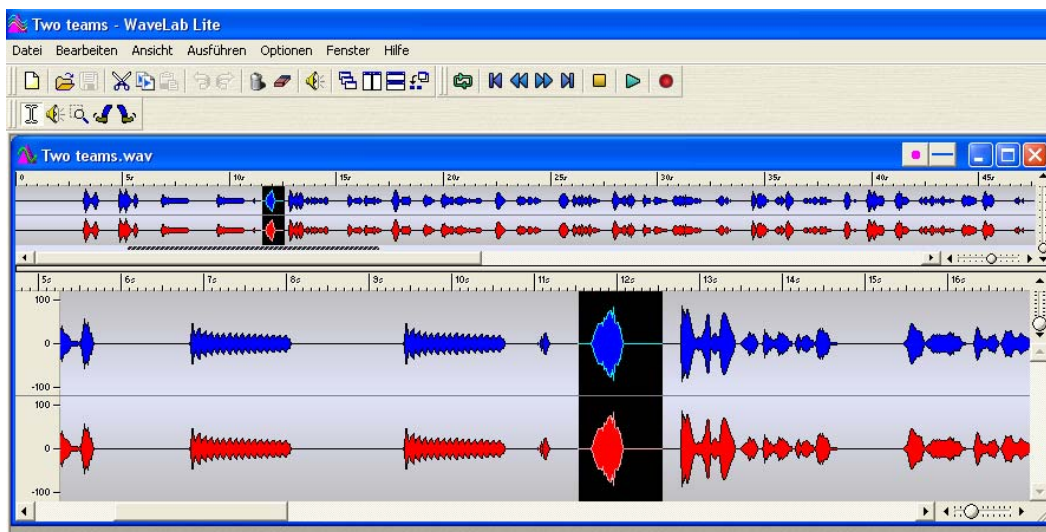 Two teams - WaveLab Lite
Datei Bearbeiten Ansicht Ausführen Optionen Fenster Hilfe
Two teams.wav
0 5s 10s 15s 20s 25s 30s 35s 40s 45s
5s 6s 7s 8s 9s 10s 11s 12s 13s 14s 15s 16s
100
0
-100
100
0
-100